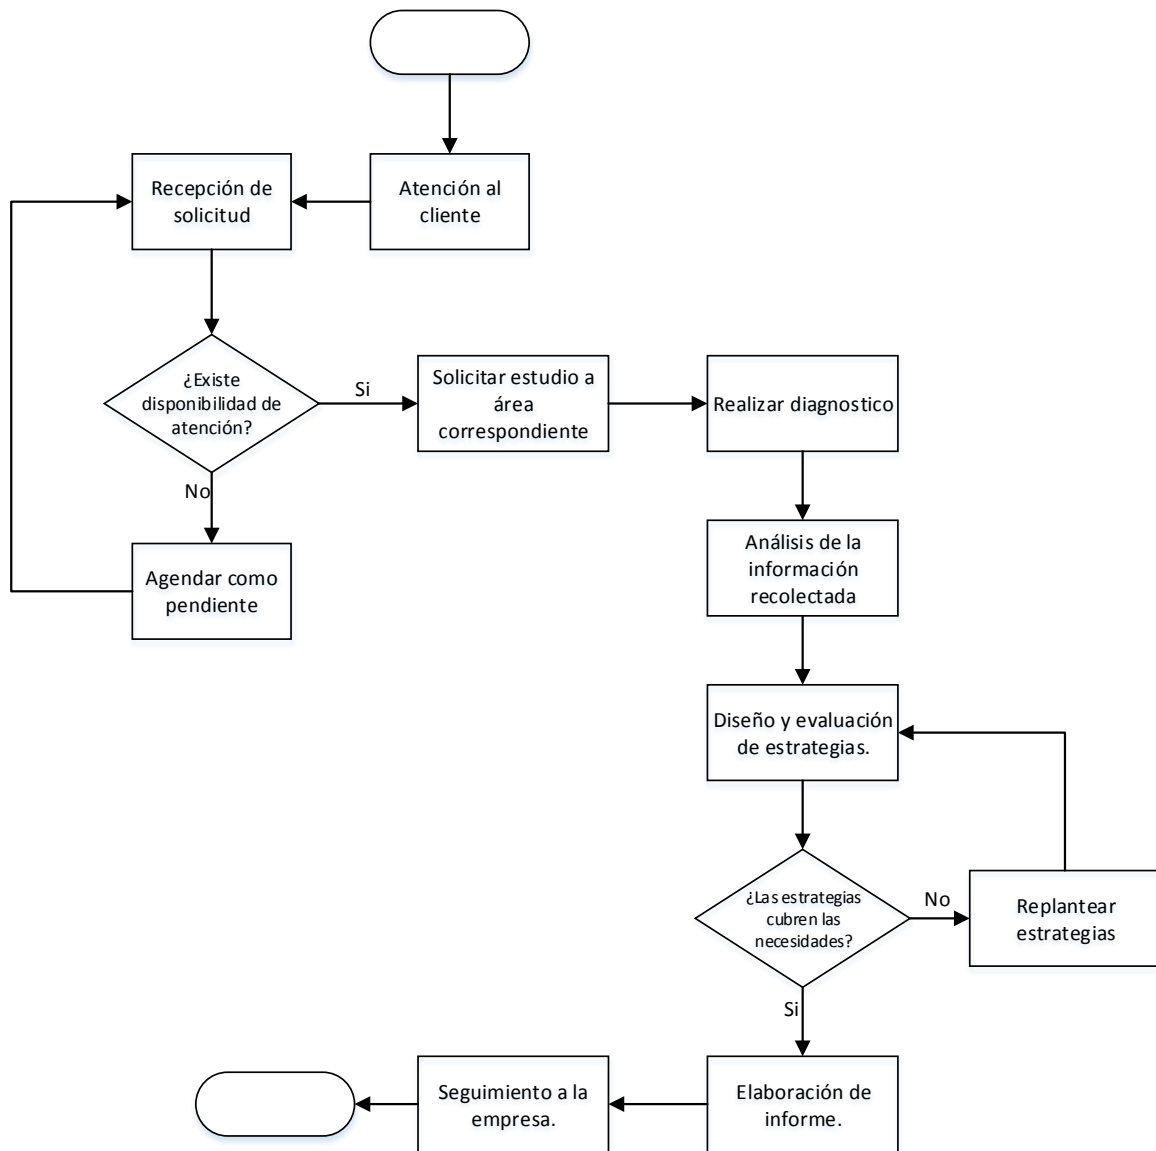 Recepción de
solicitud
Atención al
cliente
¿Existe
disponibilidad de
atención?
Si
Solicitar estudio a
área
correspondiente
Realizar diagnostico
No
Agendar como
pendiente
Análisis de la
información
recolectada
Diseño y evaluación
de estrategias.
¿Las estrategias
cubren las
necesidades?
No
Replantear
estrategias
Si
Seguimiento a la
empresa.
Elaboración de
informe.